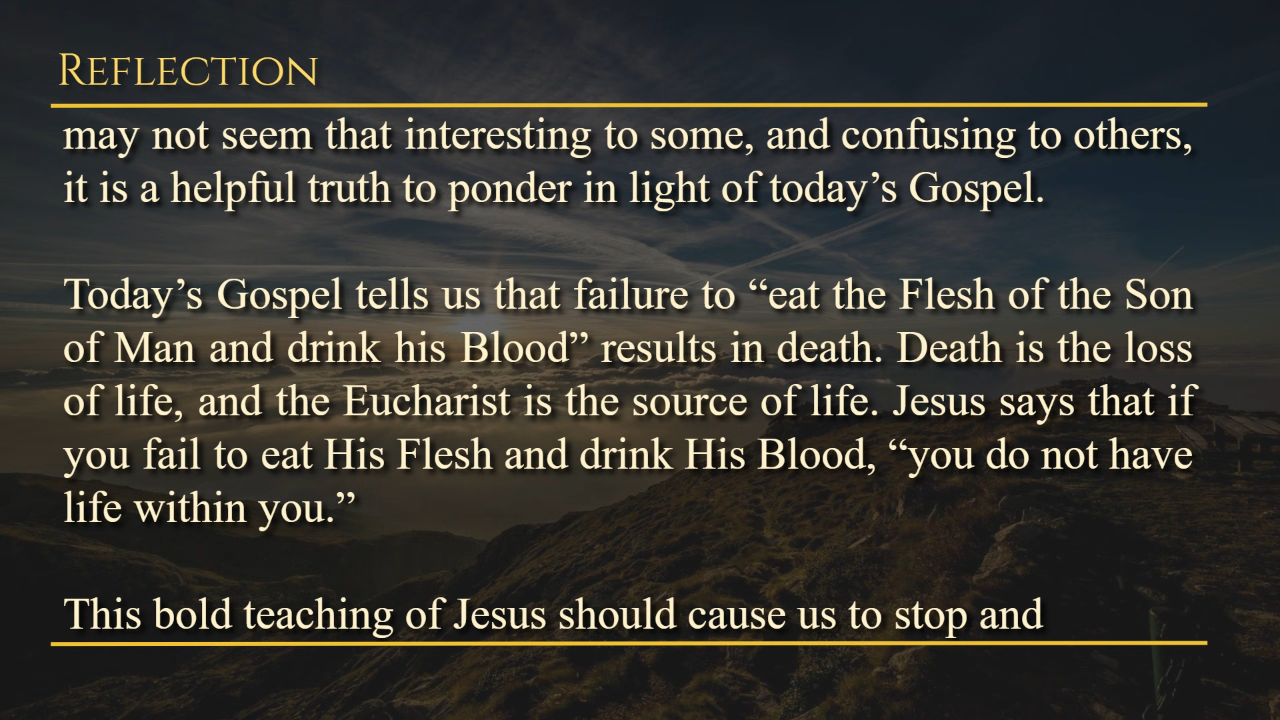 Reflection
may not seem that interesting to some, and confusing to others,
it is a helpful truth to ponder in light of today’s Gospel.
Today’s Gospel tells us that failure to “eat the Flesh of the Son
of Man and drink his Blood” results in death. Death is the loss
of life, and the Eucharist is the source of life. Jesus says that if
you fail to eat His Flesh and drink His Blood, “you do not have
life within you.”
This bold teaching of Jesus should cause us to stop and